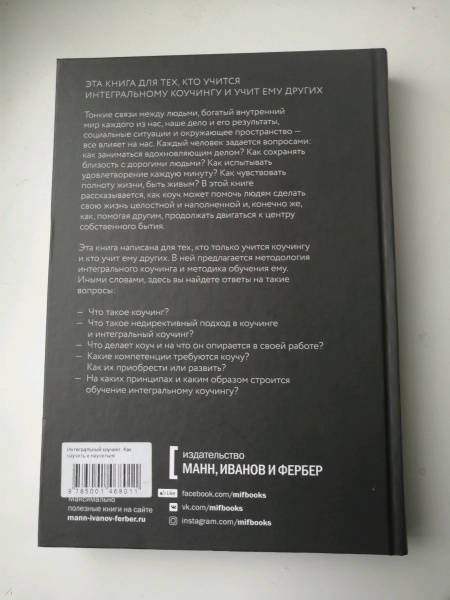 ЭТА КНИГА ДЛЯ ТЕХ, КТО УЧИТСЯ
ИНТЕГРАЛЬНОМУ КОУЧИНГУ И УЧИТ ЕМУ ДРУГИХ
Тонкие связи между людьми, богатый внутренний
мир каждого из нас, наше дело и его результаты,
социальные ситуации и окружающее пространство —
все влияет на нас. Каждый человек задается вопросами:
как заниматься вдохновляющим делом? Как сохранять
близость с дорогими людьми? Как испытывать
удовлетворение каждую минуту? Как чувствовать
полноту жизни, быть живым? В этой книге
рассказывается, как коуч может помочь людям сделать
свою жизнь целостной и наполненной и, конечно же,
как, помогая другим, продолжать двигаться к центру
собственного бытия.
Эта книга написана для тех, кто только учится коучингу
и кто учит ему других. В ней предлагается методология
интегрального коучинга и методика обучения ему.
Иными словами, здесь вы найдете ответы на такие
вопросы:
— Что такое коучинг?
— Что такое недирективный подход в коучинге
и интегральный коучинг?
— Что делает коуч и на что он опирается в своей работе?
— Какие компетенции требуются коучу?
Как их приобрести или развить?
— На каких принципах и каким образом строится
обучение интегральному коучингу?
Интегральный коучинг. Как
научить и научиться
9 785001 468011
Максимально
полезные книги на сайте
mann-ivanov-ferber.ru
издательство
МАНН, ИВАНОВ И ФЕРБЕР
Like
facebook.com/mifbooks
vk.com/mifbooks
instagram.com/mifbooks